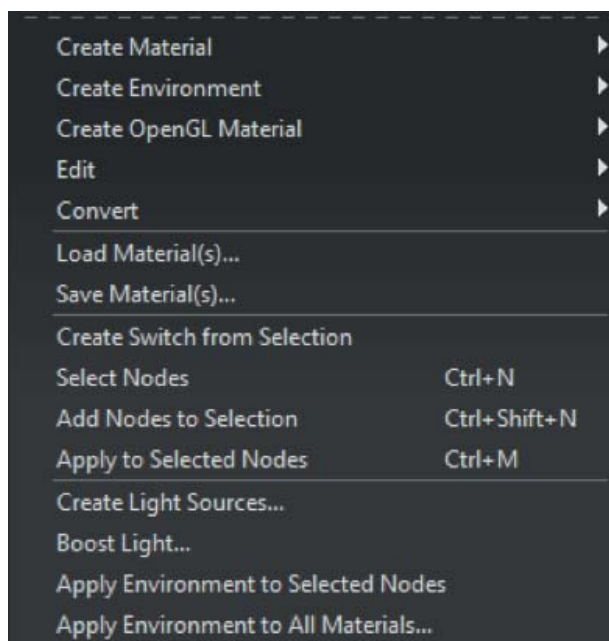 Create Material
Create Environment
Create OpenGL Material
Edit
Convert
Load Material(s)...
Save Material(s)...
Create Switch from Selection
Select Nodes Ctrl+N
Add Nodes to Selection Ctrl+Shift+N
Apply to Selected Nodes Ctrl+M
Create Light Sources...
Boost Light...
Apply Environment to Selected Nodes
Apply Environment to All Materials...